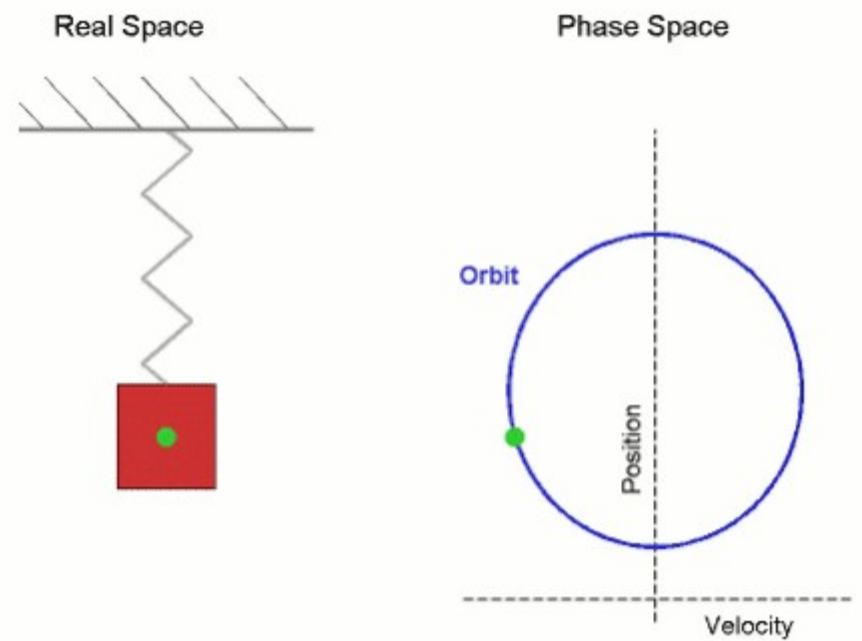 Real Space
Phase Space
Orbit
Position
Velocity